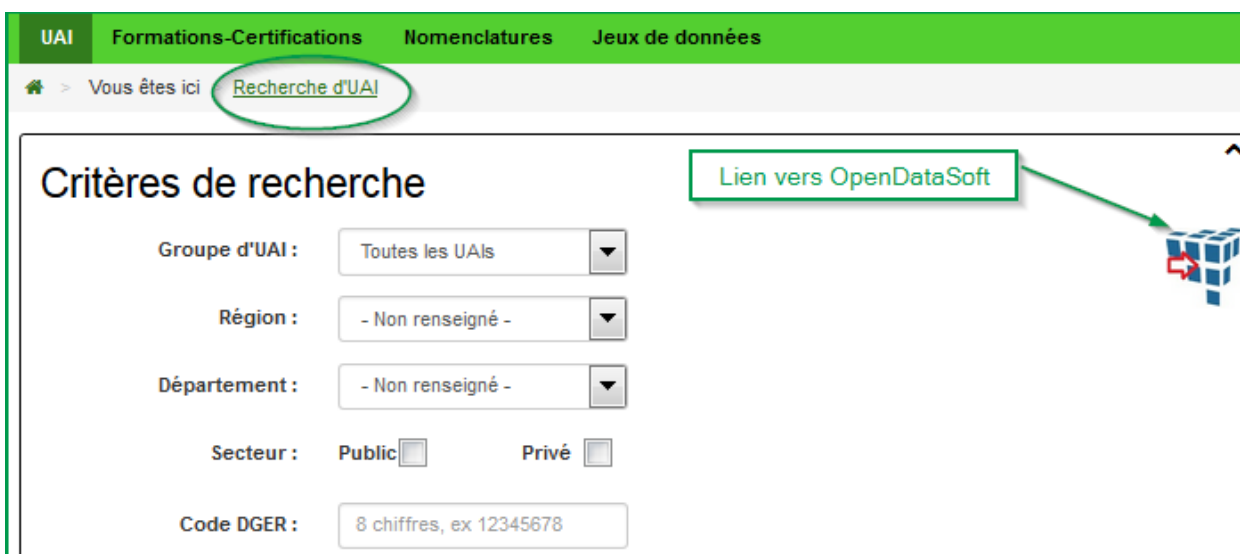 UAI Formations-Certifications Nomenclatures Jeux de données
> Vous êtes ici Recherche d'UAI
Critères de recherche
Lien vers OpenDataSoft
Groupe d'UAI : Toutes les UAIs
Région : - Non renseigné -
Département : - Non renseigné -
Secteur : Public Privé
Code DGER : 8 chiffres, ex 12345678